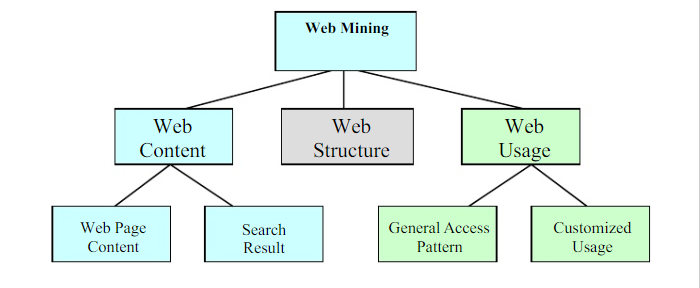 Web Mining
Web
Content
Web
Structure
Web
Usage
Web Page
Content
Search
Result
General Access
Pattern
Customized
Usage